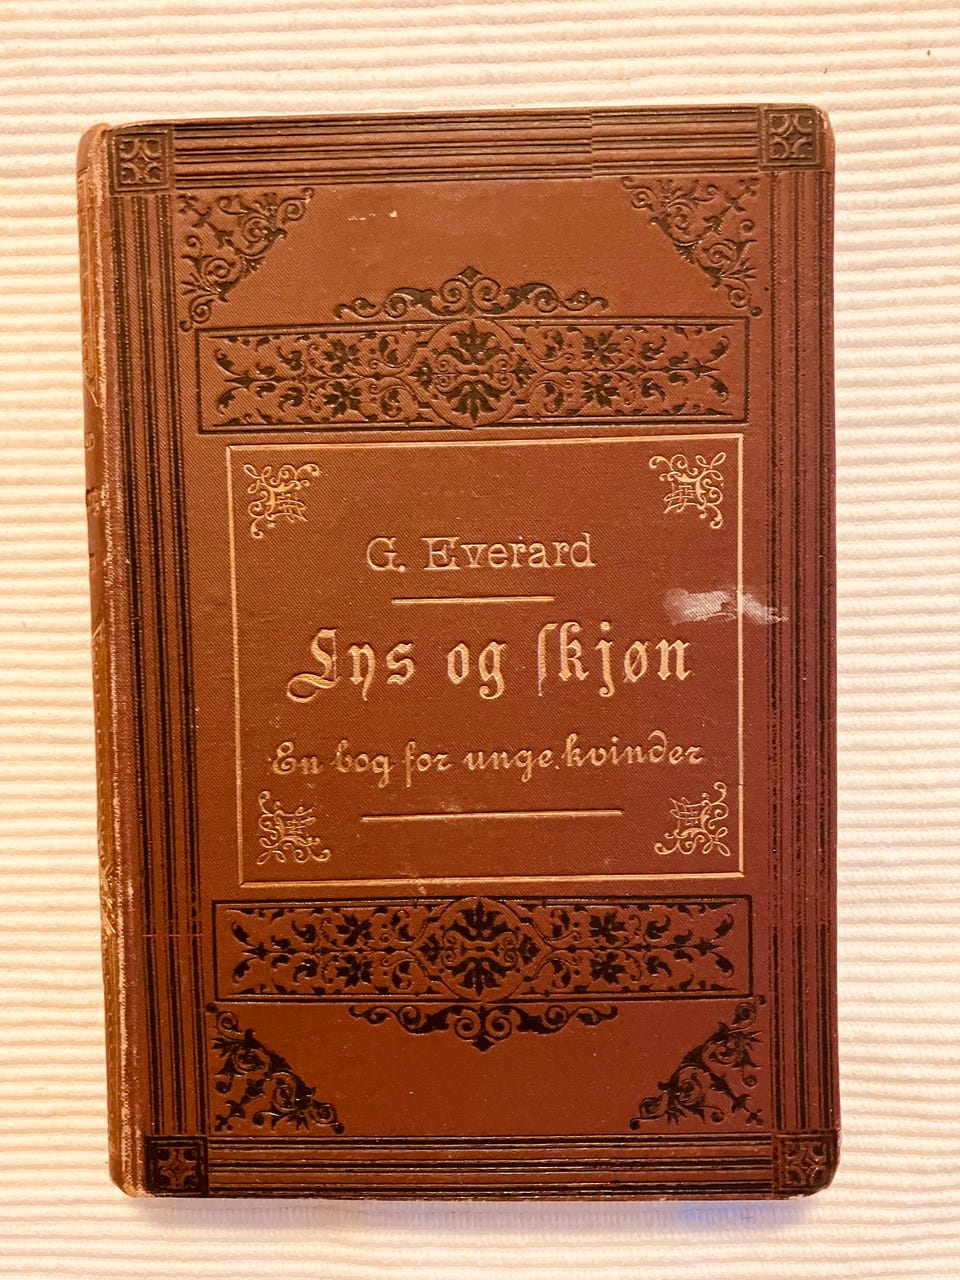 G. Everard
Lys og skjøn
En bog for unge kvinder